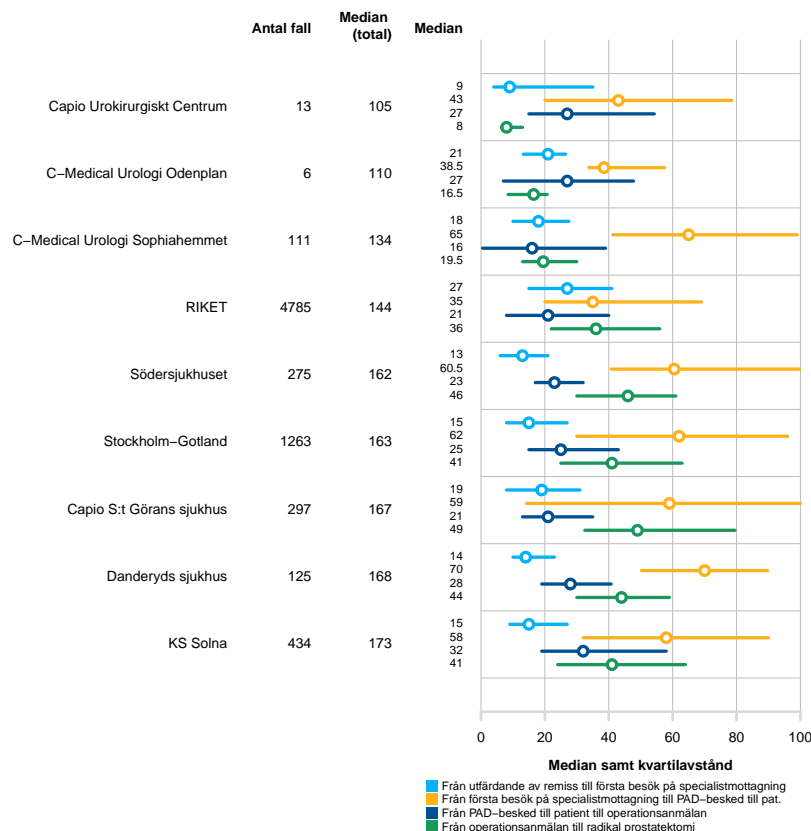 Antal fall Median (total) Median
9
Capio Urokirurgiskt Centrum 13 105 43
27
8
21
C−Medical Urologi Odenplan 6 110 38.5
27
16.5
18
C−Medical Urologi Sophiahemmet 111 134 65
16
19.5
27
RIKET 4785 144 35
21
36
13
Södersjukhuset 275 162 60.5
23
46
15
Stockholm−Gotland 1263 163 62
25
41
19
Capio S:t Görans sjukhus 297 167 59
21
49
14
Danderyds sjukhus 125 168 70
28
44
15
KS Solna 434 173 58
32
41
0 20 40 60 80 100
Median samt kvartilavstånd
Från utfärdande av remiss till första besök på specialistmottagning
Från första besök på specialistmottagning till PAD−besked till pat.
Från PAD−besked till patient till operationsanmälan
Från operationsanmälan till radikal prostatektomi